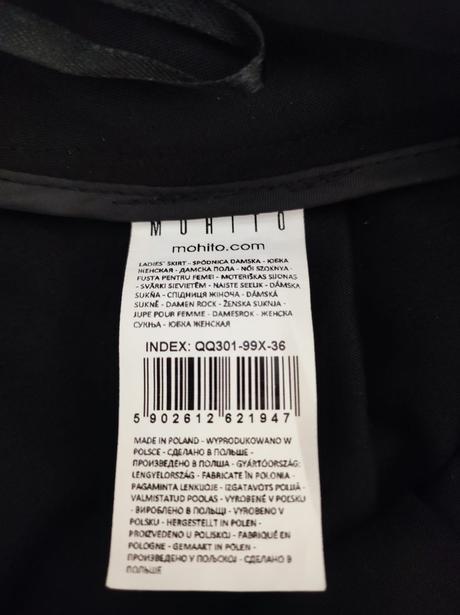 MOHITO
mohito.com
LADIES' SKIRT - SPÓDNICA DAMSKA - ЮБКА
ЖЕНСКАЯ - ДАМСКА ПОЛА - NŐI SZOKNYA -
FUSTA PENTRU FEMEI - MOTERIŠKAS SIJONAS
- SVĀRKI SIEVIETĒM - NAISTE SEELIK - DÁMSKA
SUKŇA - СПІДНИЦЯ ЖІНОЧА - DÁMSKÁ
SUKNĚ - DAMEN ROCK - ŽENSKA SUKNJA -
JUPE POUR FEMME - DAMESROK - ЖЕНСКА
СУКЊА - ЮБКА ЖЕНСКАЯ
INDEX: QQ301-99X-36
5 902612 621947
MADE IN POLAND - WYPRODUKOWANO W
POLSCE - СДЕЛАНО В ПОЛЬШЕ -
ПРОИЗВЕДЕНО В ПОЛША - GYÁRTÓORSZÁG:
LENGYELORSZÁG - FABRICATE ÎN POLONIA -
PAGAMINTA LENKIJOJE - IZGATAVOTS POLIJĀ -
VALMISTATUD POOLAS - VYROBENÉ V POĽSKU
- ВИРОБЛЕНО В ПОЛЬЩІ - VYROBENO V
POLSKU - HERGESTELLT IN POLEN -
PROIZVEDENO U POLJSKOJ - FABRIQUÉ EN
POLOGNE - GEMAAKT IN POLEN -
ПРОИЗВЕДЕНО У ПОЉСКОЈ - СДЕЛАНО В
ПОЛЬШЕ